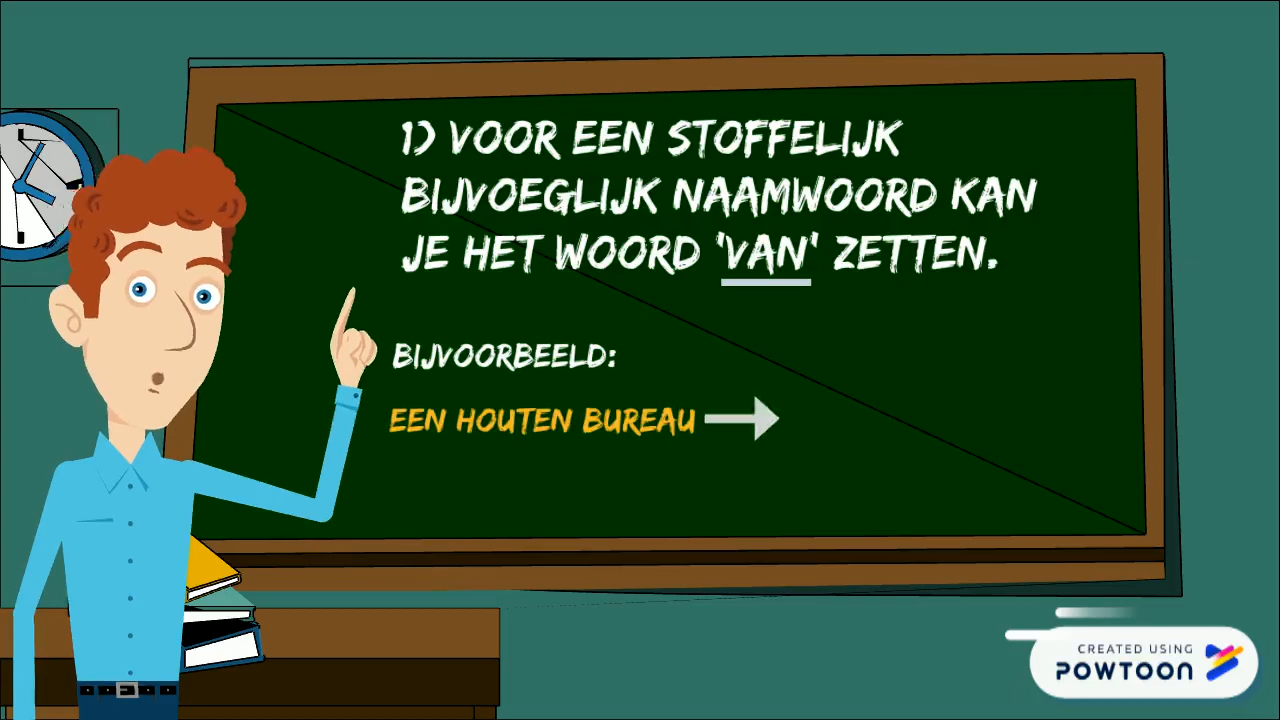 1) VOOR EEN STOFFELIJK
BIJVOEGLIJK NAAMWOORD KAN
JE HET WOORD 'VAN' ZETTEN.
BIJVOORBEELD:
EEN HOUTEN BUREAU
CREATED USING
POWTOON